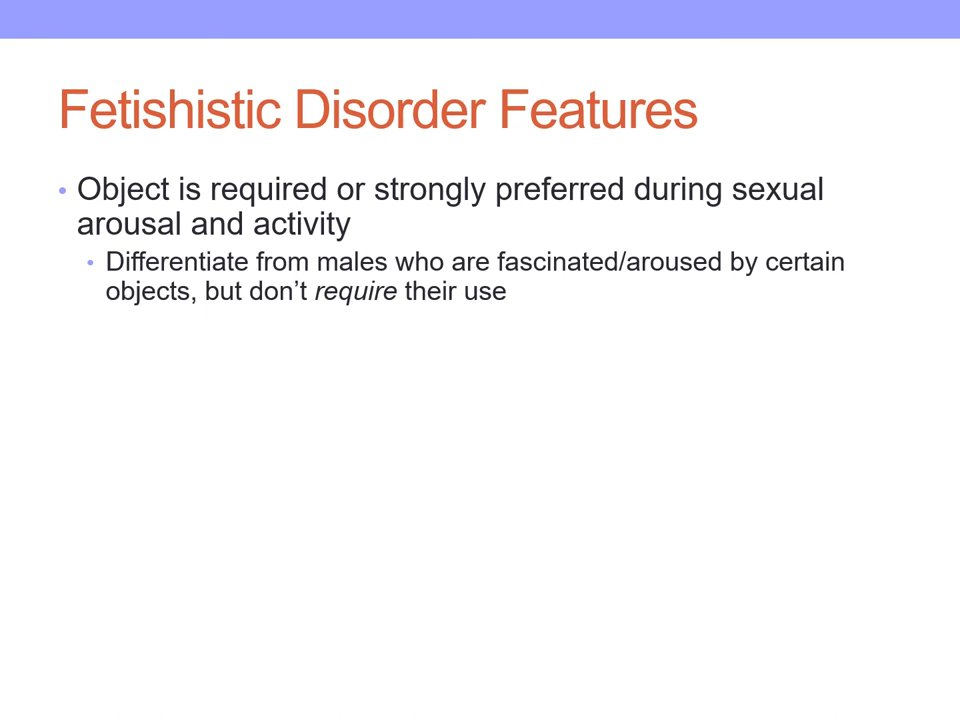 Fetishistic Disorder Features
• Object is required or strongly preferred during sexual
arousal and activity
• Differentiate from males who are fascinated/aroused by certain
objects, but don’t require their use